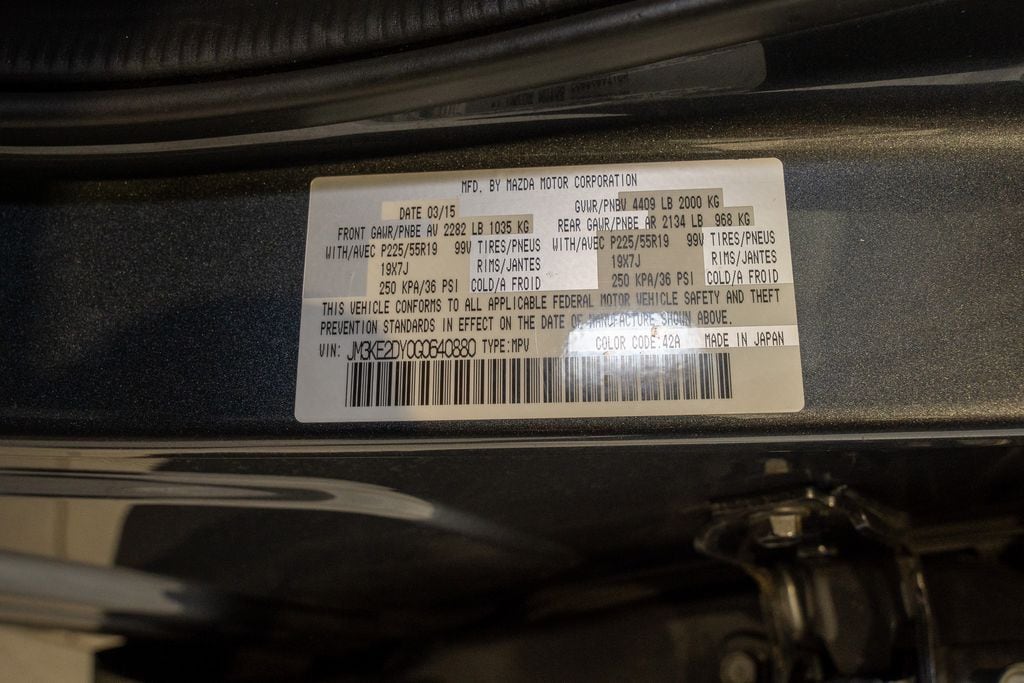 MFD. BY MAZDA MOTOR CORPORATION
DATE 03/15 GVWR/PNBV 4409 LB 2000 KG
FRONT GAWR/PNBE AV 2282 LB 1035 KG REAR GAWR/PNBE AR 2134 LB 968 KG
WITH/AVEC P225/55R19 99V TIRES/PNEUS WITH/AVEC P225/55R19 99V TIRES/PNEUS
19X7J RIMS/JANTES 19X7J RIMS/JANTES
250 KPA/36 PSI COLD/A FROID 250 KPA/36 PSI COLD/A FROID
THIS VEHICLE CONFORMS TO ALL APPLICABLE FEDERAL MOTOR VEHICLE SAFETY AND THEFT
PREVENTION STANDARDS IN EFFECT ON THE DATE OF MANUFACTURE SHOWN ABOVE.
VIN: JM3KE2DY0G0640880 TYPE:MPV COLOR CODE:42A MADE IN JAPAN